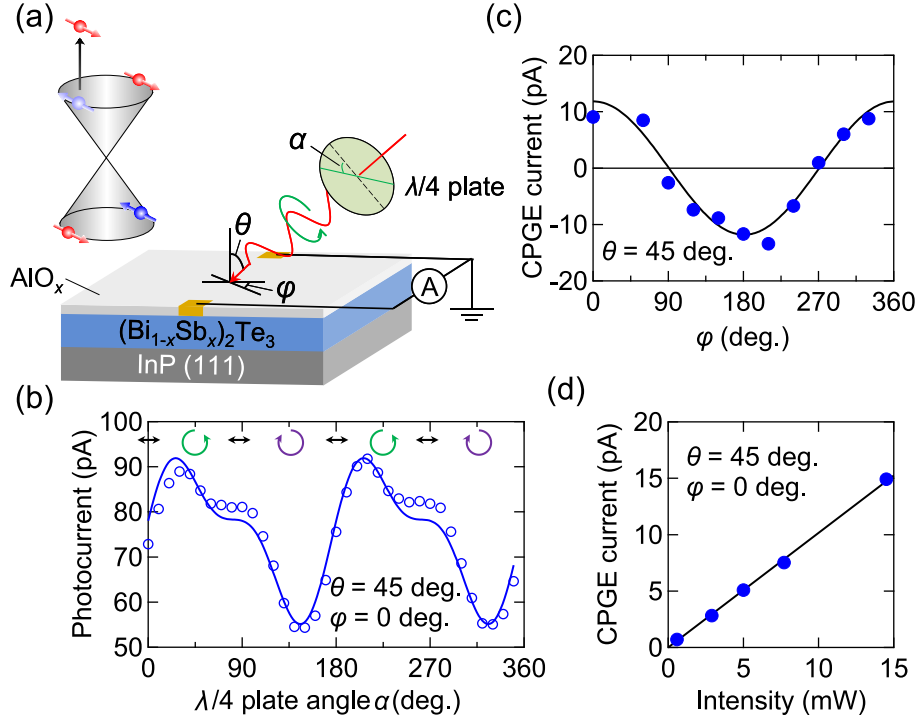 (a)
α
λ/4 plate
θ
φ
A
AlOₓ
(Bi₁₋ₓSbₓ)₂Te₃
InP (111)
(b)
Photocurrent (pA)
100
90
80
70
60
50
θ = 45 deg.
φ = 0 deg.
0 90 180 270 360
λ/4 plate angle α (deg.)
(c)
CPGE current (pA)
20
10
0
-10
-20
θ = 45 deg.
0 90 180 270 360
φ (deg.)
(d)
CPGE current (pA)
20
15
10
5
0
θ = 45 deg.
φ = 0 deg.
0 5 10 15
Intensity (mW)